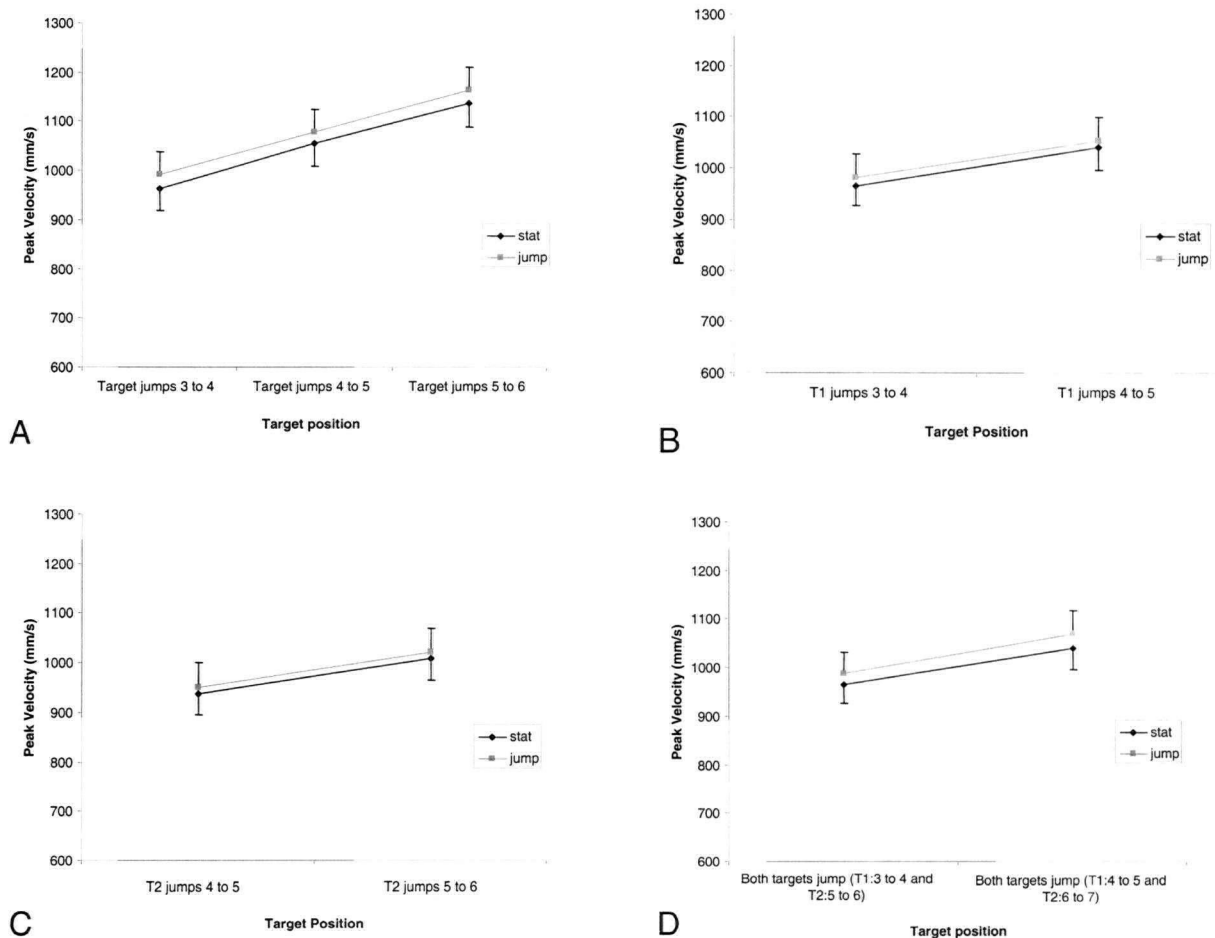 1300
1200
1100
1000
900
800
700
600
Peak Velocity (mm/s)
stat
jump
Target jumps 3 to 4
Target jumps 4 to 5
Target jumps 5 to 6
Target position
A
1300
1200
1100
1000
900
800
700
600
Peak Velocity (mm/s)
stat
jump
T1 jumps 3 to 4
T1 jumps 4 to 5
Target Position
B
1300
1200
1100
1000
900
800
700
600
Peak Velocity (mm/s)
stat
jump
T2 jumps 4 to 5
T2 jumps 5 to 6
Target Position
C
1300
1200
1100
1000
900
800
700
600
Peak Velocity (mm/s)
stat
jump
Both targets jump (T1:3 to 4 and
T2:5 to 6)
Both targets jump (T1:4 to 5 and
T2:6 to 7)
Target position
D